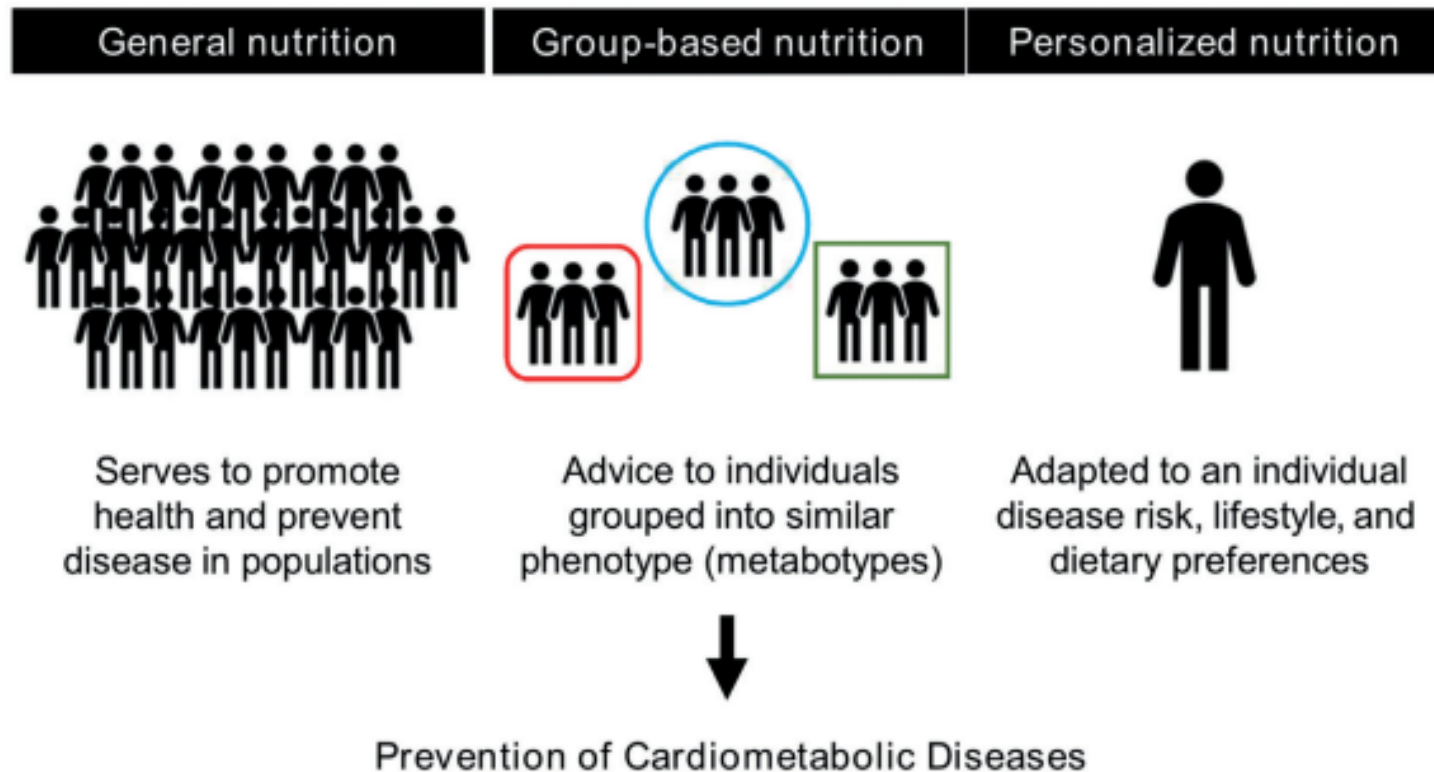 General nutrition
Group-based nutrition
Personalized nutrition
Serves to promote
health and prevent
disease in populations
Advice to individuals
grouped into similar
phenotype (metabotypes)
Adapted to an individual
disease risk, lifestyle, and
dietary preferences
Prevention of Cardiometabolic Diseases